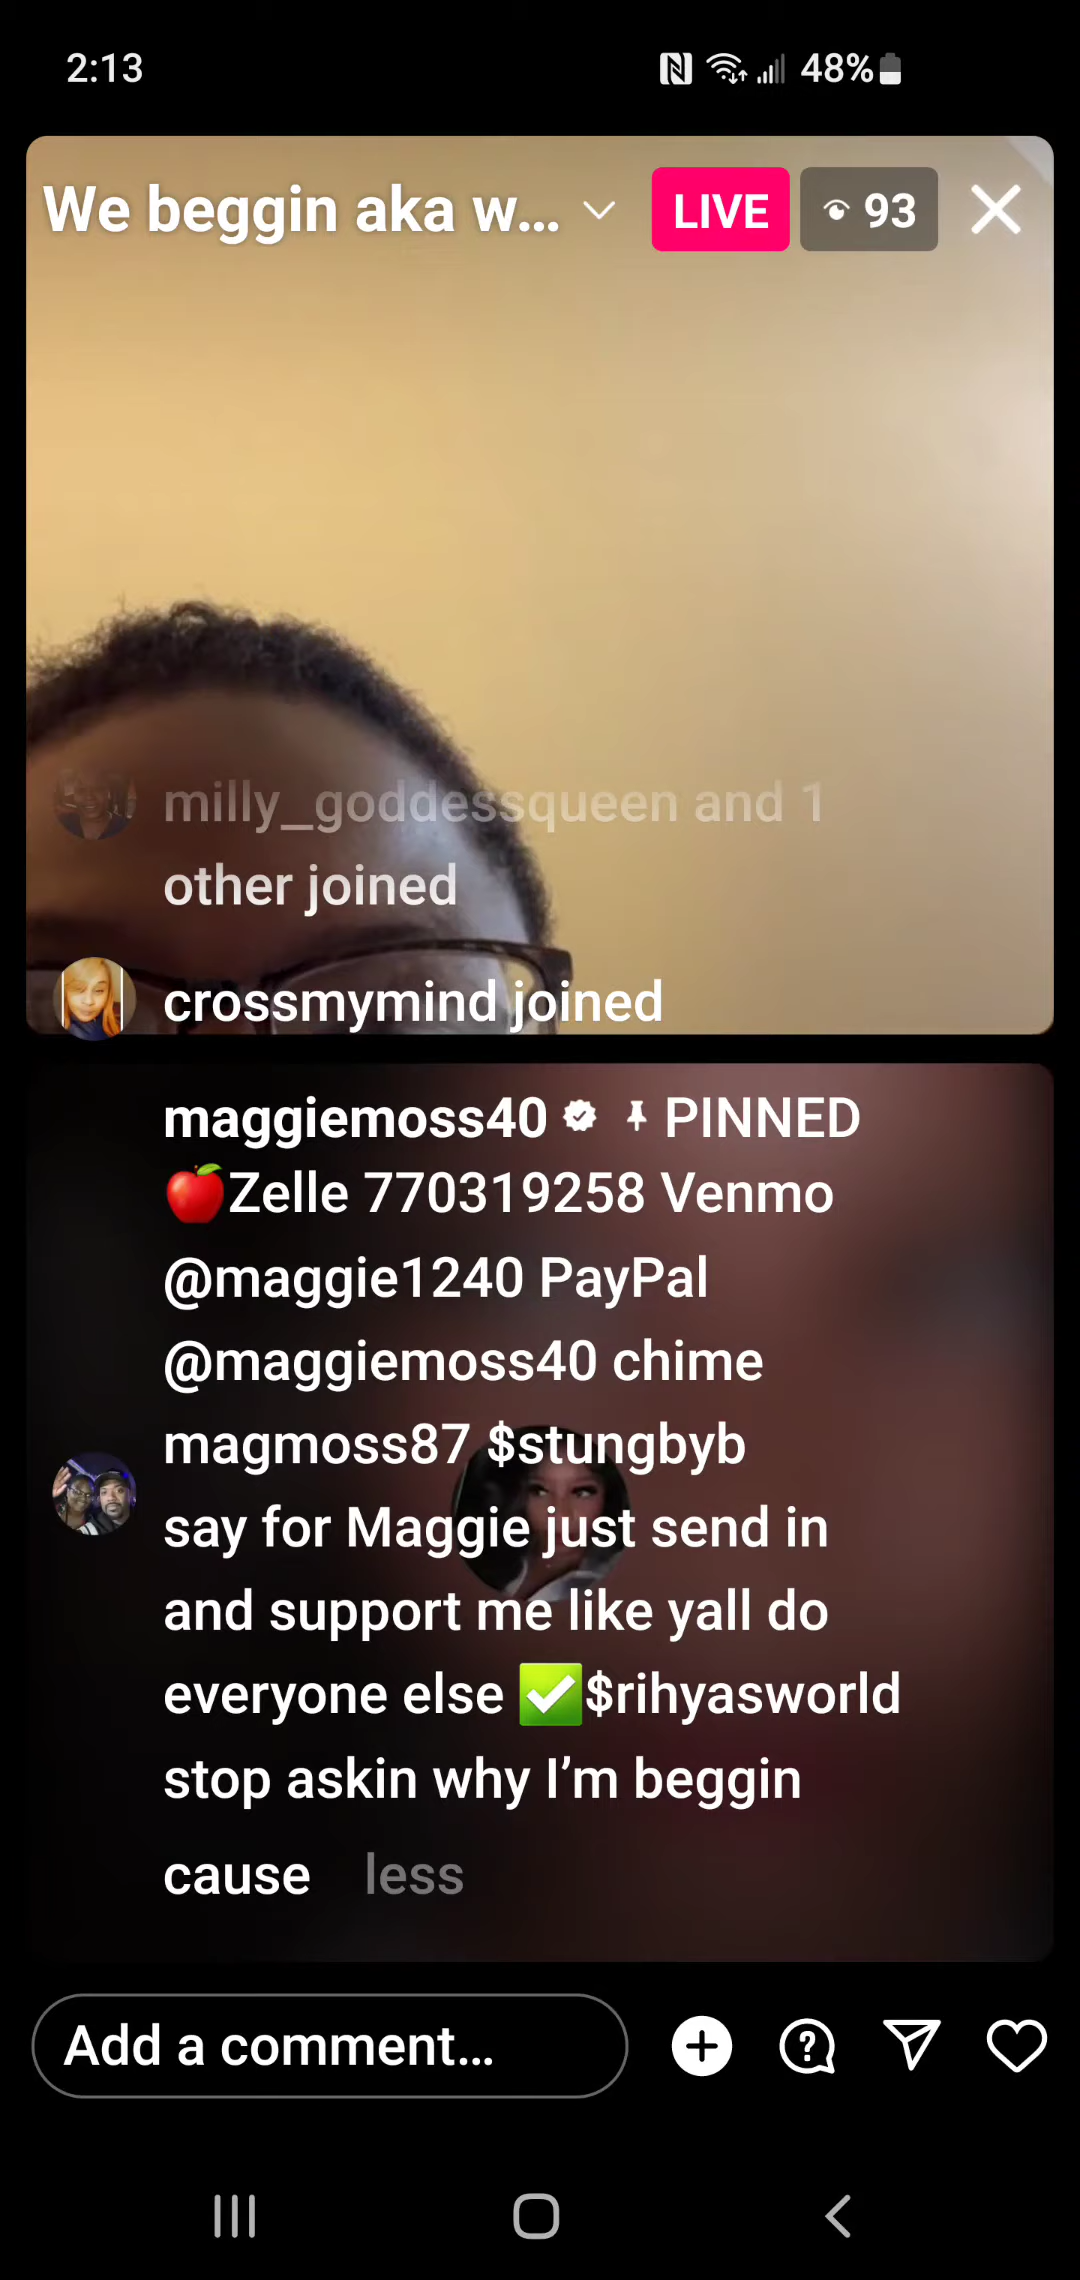 2:13 48%
We beggin aka w... LIVE 93
milly_goddessqueen and 1
other joined
crossmymind joined
maggiemoss40 PINNED
🍎Zelle 770319258 Venmo
@maggie1240 PayPal
@maggiemoss40 chime
magmoss87 $stungbyb
say for Maggie just send in
and support me like yall do
everyone else ✅$rihyasworld
stop askin why I’m beggin
cause less
Add a comment...